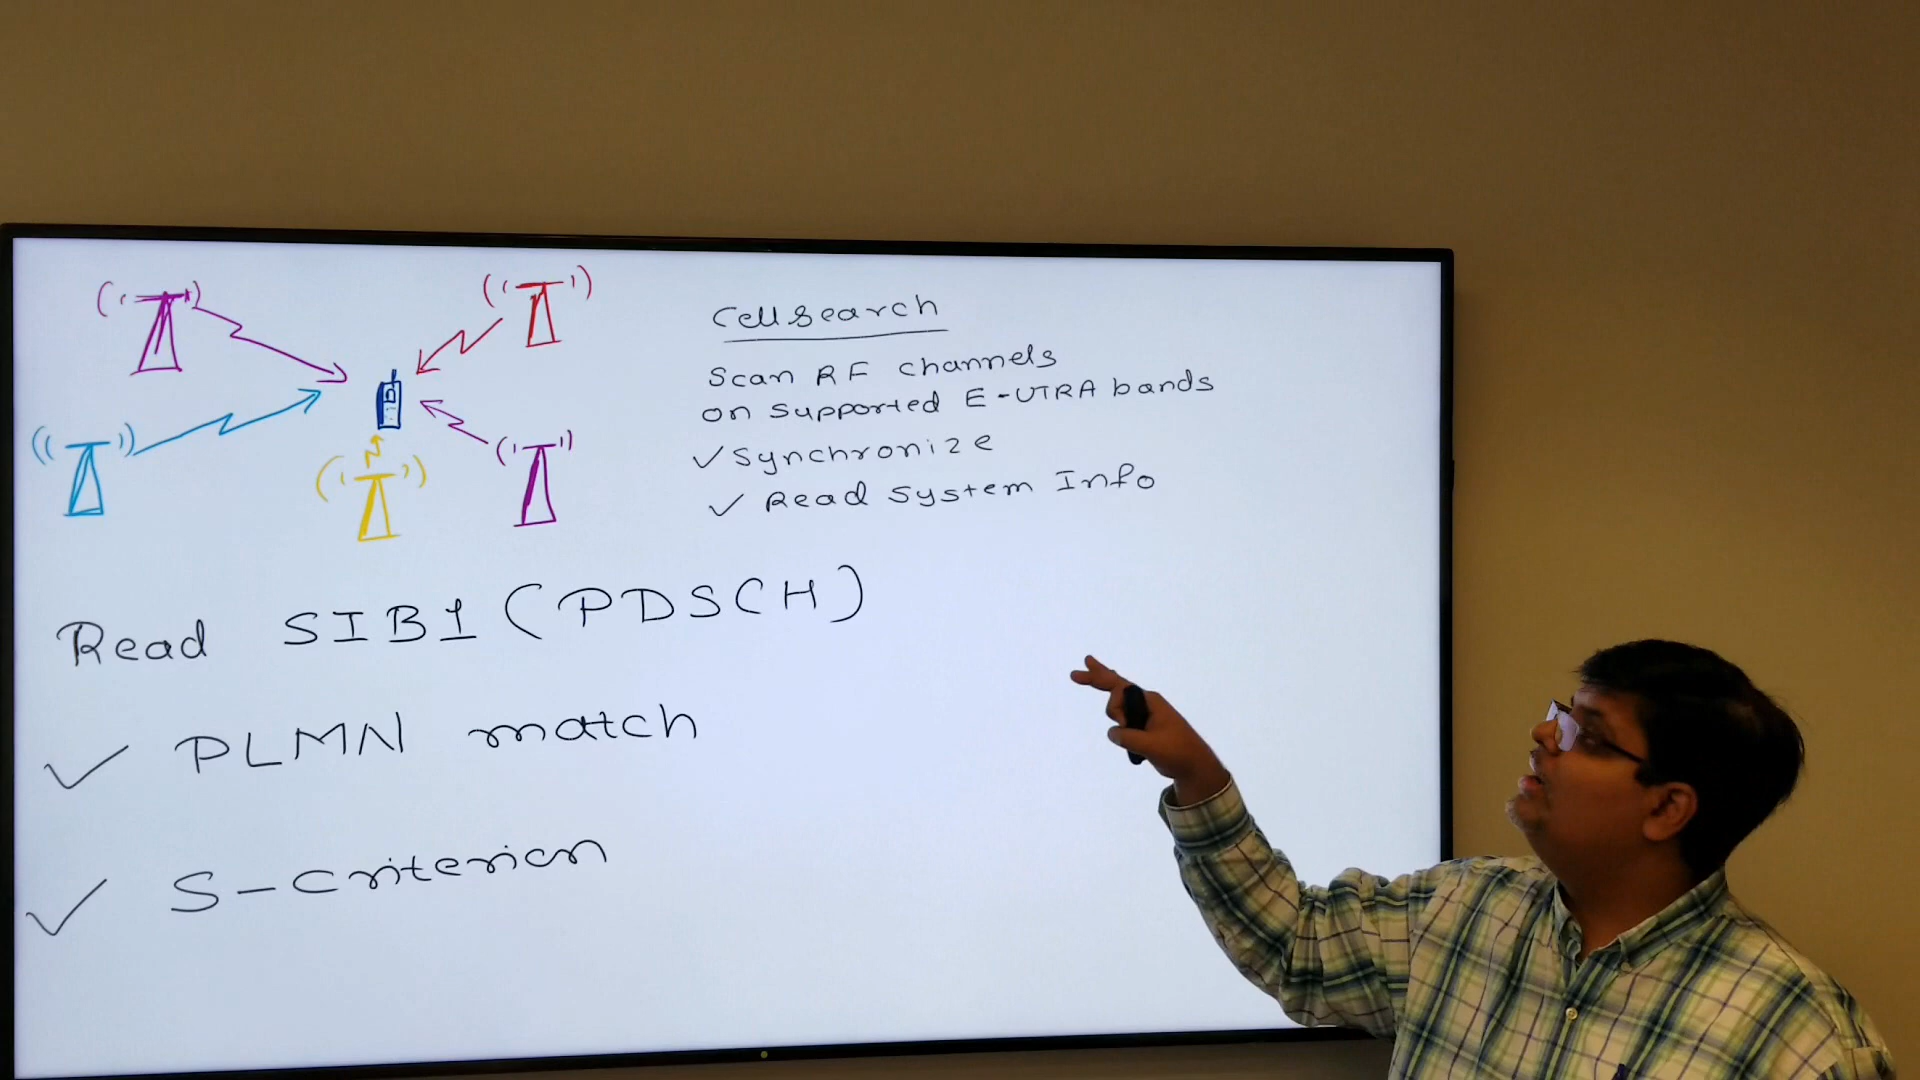 Cell search
Scan RF channels
on supported E-UTRA bands
✓ Synchronize
✓ Read System Info
Read SIB1 (PDSCH)
✓ PLMN match
✓ S-Criterion